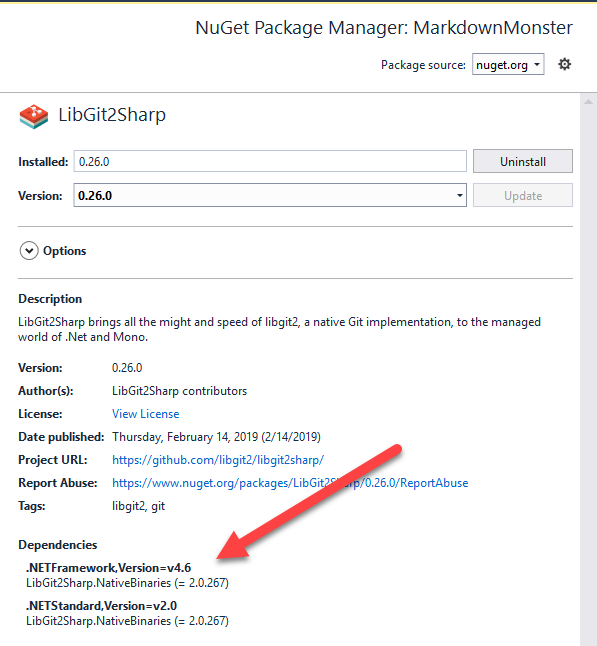 NuGet Package Manager: MarkdownMonster
Package source: nuget.org
LibGit2Sharp
Installed: 0.26.0 Uninstall
Version: 0.26.0 Update
Options
Description
LibGit2Sharp brings all the might and speed of libgit2, a native Git implementation, to the managed
world of .Net and Mono.
Version: 0.26.0
Author(s): LibGit2Sharp contributors
License: View License
Date published: Thursday, February 14, 2019 (2/14/2019)
Project URL: https://github.com/libgit2/libgit2sharp/
Report Abuse: https://www.nuget.org/packages/LibGit2Sharp/0.26.0/ReportAbuse
Tags: libgit2, git
Dependencies
.NETFramework,Version=v4.6
LibGit2Sharp.NativeBinaries (= 2.0.267)
.NETStandard,Version=v2.0
LibGit2Sharp.NativeBinaries (= 2.0.267)